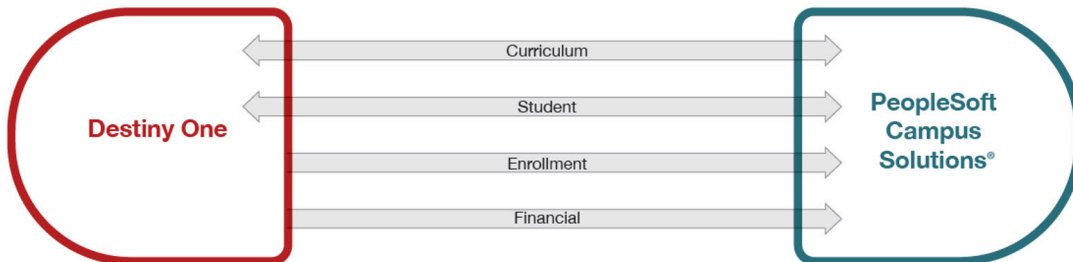 Destiny One
Curriculum
Student
Enrollment
Financial
PeopleSoft
Campus
Solutions®